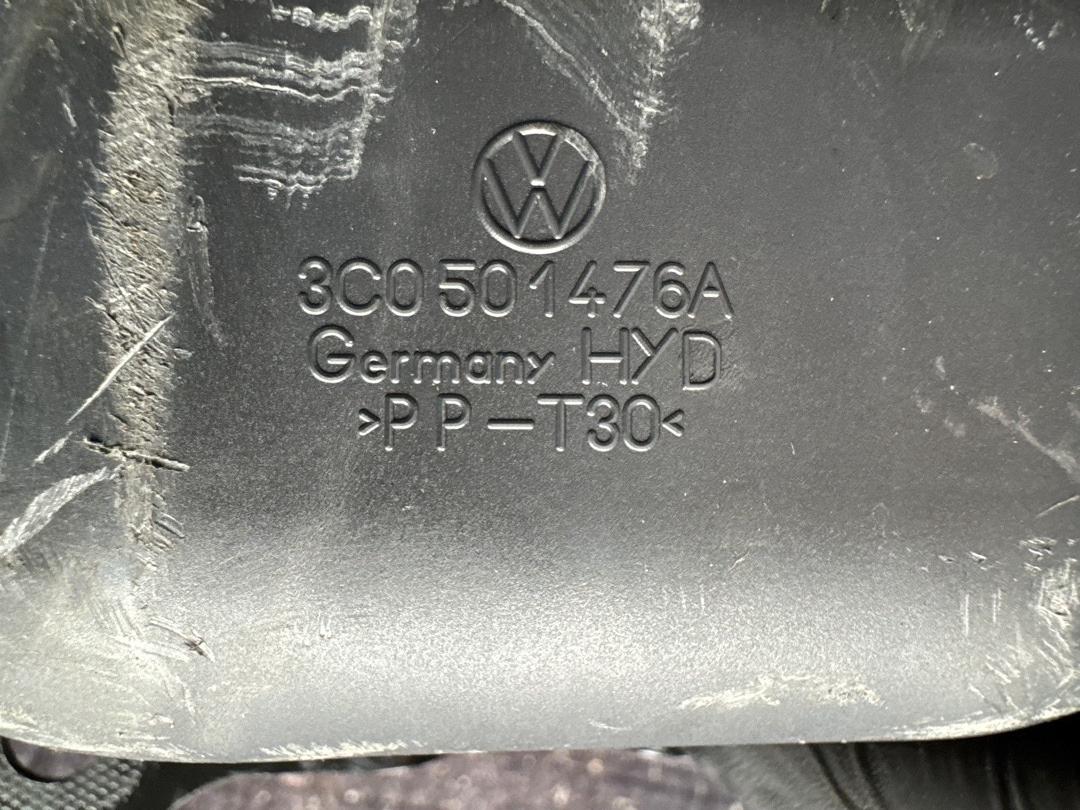 3C0 501 476A
Germany HYD
>PP-T30<